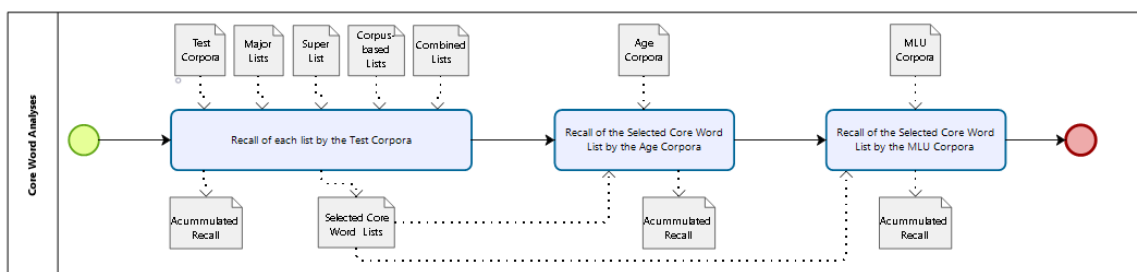 Core Word Analyses
Test
Corpora
Major
Lists
Super
List
Corpus-
based
Lists
Combined
Lists
Age
Corpora
MLU
Corpora
Recall of each list by the Test Corpora
Recall of the Selected Core Word
List by the Age Corpora
Recall of the Selected Core Word
List by the MLU Corpora
Acummulated
Recall
Selected Core
Word Lists
Acummulated
Recall
Acummulated
Recall